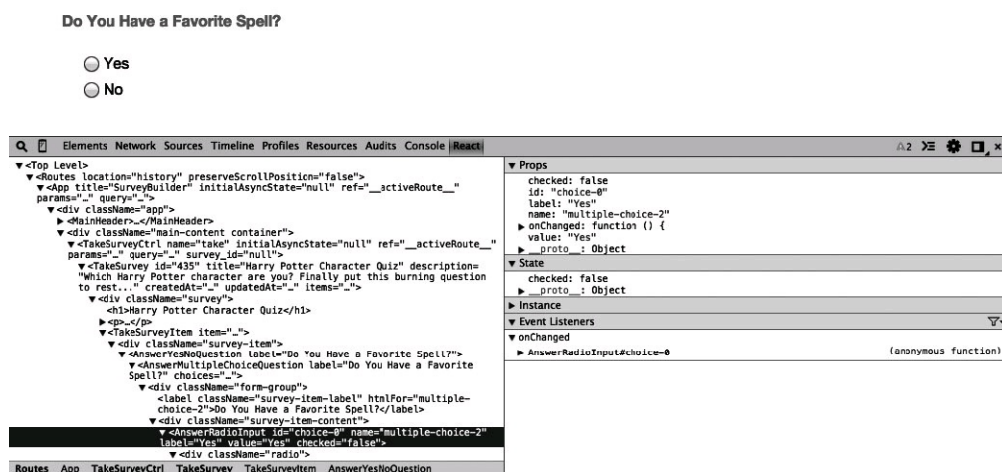 Do You Have a Favorite Spell?
Yes
No
Elements Network Sources Timeline Profiles Resources Audits Console React
2
▼<Top Level>
▼<Routes location="history" preserveScrollPosition="false">
▼<App title="SurveyBuilder" initialAsyncState="null" ref="__activeRoute__"
params="…" query="…">
▼<div className="app">
▶<MainHeader>…</MainHeader>
▼<div className="main-content container">
▼<TakeSurveyCtrl name="take" initialAsyncState="null" ref="__activeRoute__"
params="…" query="…" survey_id="null">
▼<TakeSurvey id="435" title="Harry Potter Character Quiz" description=
"Which Harry Potter character are you? Finally put this burning question
to rest..." createdAt="…" updatedAt="…" items="…">
▼<div className="survey">
<h1>Harry Potter Character Quiz</h1>
▶<p>…</p>
▼<TakeSurveyItem item="…">
▼<div className="survey-item">
▼<AnswerYesNoQuestion label="Do You Have a Favorite Spell?">
▼<AnswerMultipleChoiceQuestion label="Do You Have a Favorite
Spell?" choices="…">
▼<div className="form-group">
<label className="survey-item-label" htmlFor="multiple-
choice-2">Do You Have a Favorite Spell?</label>
▼<div className="survey-item-content">
▼<AnswerRadioInput id="choice-0" name="multiple-choice-2"
label="Yes" value="Yes" checked="false">
▼<div className="radio">
Routes App TakeSurveyCtrl TakeSurvey TakeSurveyItem AnswerYesNoQuestion
▼ Props
checked: false
id: "choice-0"
label: "Yes"
name: "multiple-choice-2"
▶ onChanged: function () {
value: "Yes"
▶ __proto__: Object
▼ State
checked: false
▶ __proto__: Object
▶ Instance
▼ Event Listeners
▼ onChanged
▶ AnswerRadioInput#choice-0 (anonymous function)